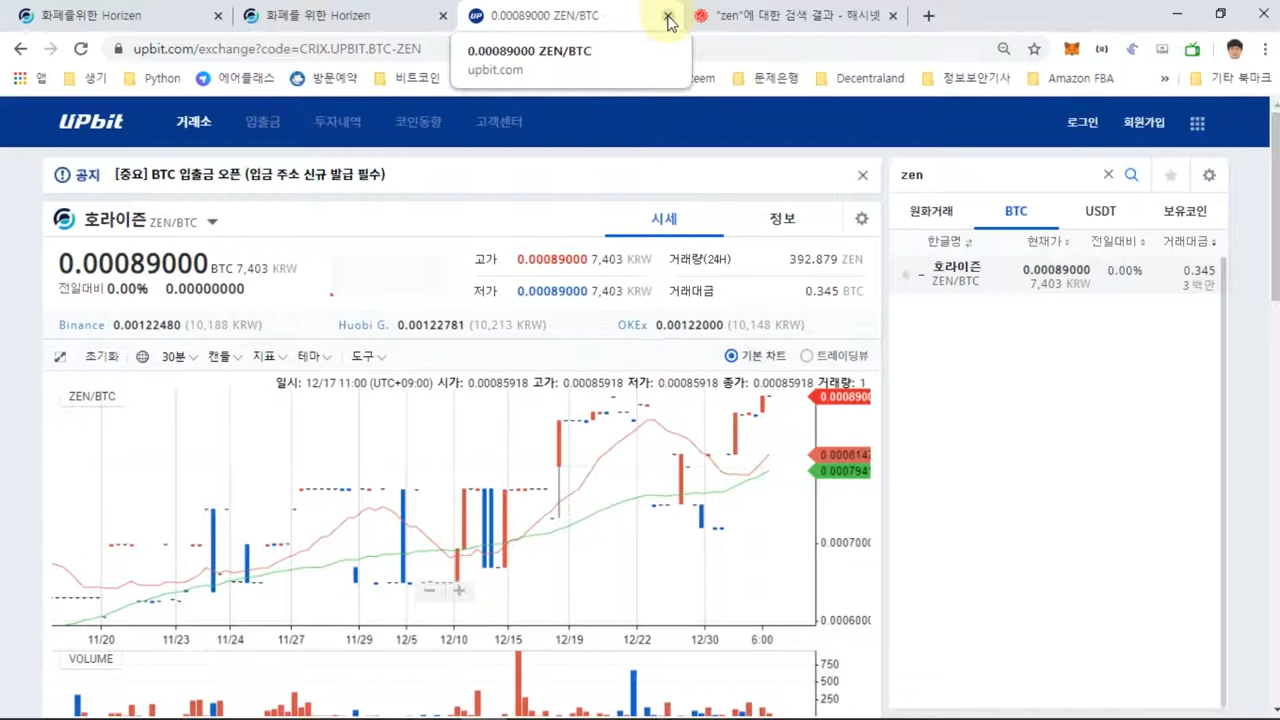 화폐를위한 Horizen
화폐를 위한 Horizen
0.00089000 ZEN/BTC
"zen"에 대한 검색 결과 - 해시넷
upbit.com/exchange?code=CRIX.UPBIT.BTC-ZEN
0.00089000 ZEN/BTC
upbit.com
앱 생기 Python 에어클래스 방문예약 비트코인 eem 문제은행 Decentraland 정보보안기사 Amazon FBA » 기타 북마크
UPbit 거래소 입출금 투자내역 코인동향 고객센터 로그인 회원가입
공지 [중요] BTC 입출금 오픈 (입금 주소 신규 발급 필수)
호라이즌 ZEN/BTC 시세 정보
0.00089000 BTC 7,403 KRW
전일대비 0.00% 0.00000000
고가 0.00089000 7,403 KRW 거래량(24H) 392.879 ZEN
저가 0.00089000 7,403 KRW 거래대금 0.345 BTC
Binance 0.00122480 (10,188 KRW) Huobi G. 0.00122781 (10,213 KRW) OKEx 0.00122000 (10,148 KRW)
초기화 30분 캔들 지표 테마 도구 기본 차트 트레이딩뷰
일시: 12/17 11:00 (UTC+09:00) 시가: 0.00085918 고가: 0.00085918 저가: 0.00085918 종가: 0.00085918 거래량: 1
ZEN/BTC
0.0008900
0.000814
0.000794
0.0007000
0.0006000
11/20 11/23 11/24 11/27 11/29 12/5 12/10 12/15 12/19 12/22 12/30 6:00
VOLUME
750
500
250
zen
원화거래 BTC USDT 보유코인
한글명 현재가 전일대비 거래대금
호라이즌 0.00089000 0.00% 0.345
ZEN/BTC 7,403 KRW 3 백만